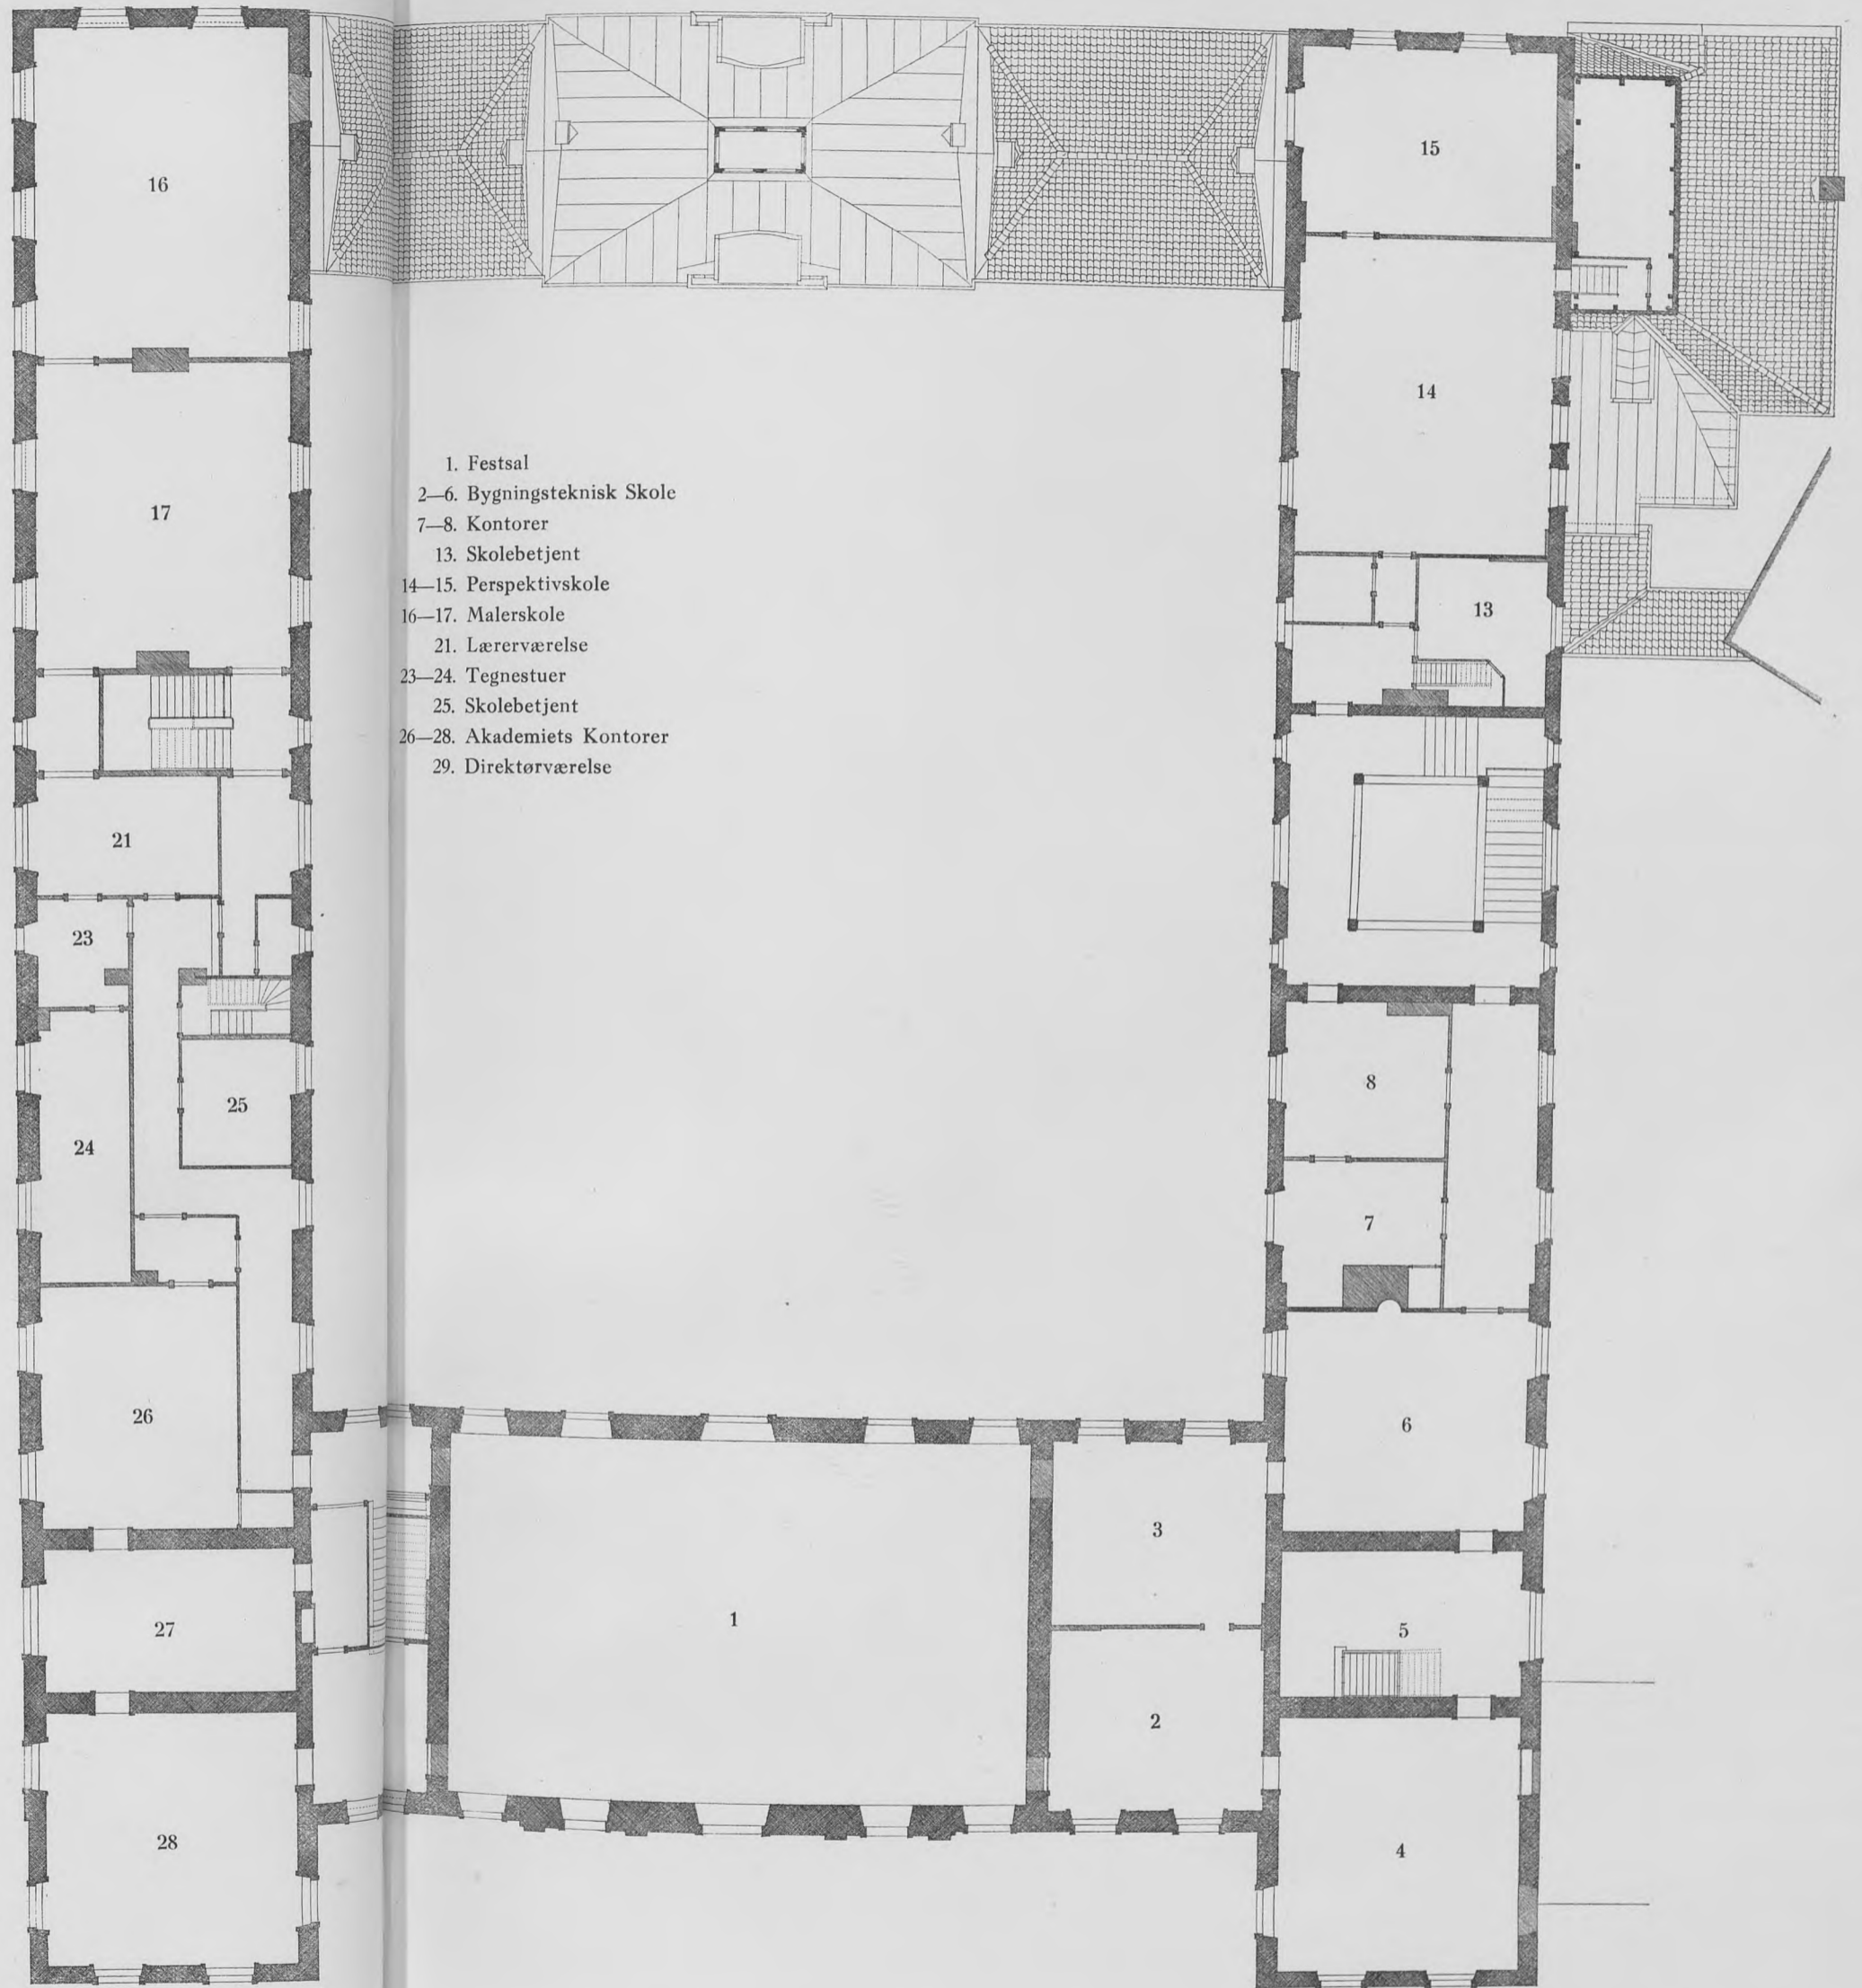 16
15
14
17
1. Festsal
2—6. Bygningsteknisk Skole
7—8. Kontorer
13. Skolebetjent
14—15. Perspektivskole
16—17. Malerskole
21. Lærerværelse
23—24. Tegnestuer
25. Skolebetjent
26—28. Akademiets Kontorer
29. Direktørværelse
13
21
23
8
25
24
7
26
6
3
27
1
5
2
28
4